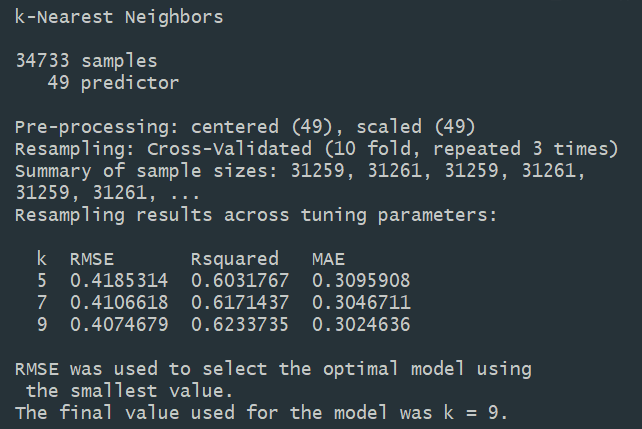 k-Nearest Neighbors
34733 samples
49 predictor
Pre-processing: centered (49), scaled (49)
Resampling: Cross-Validated (10 fold, repeated 3 times)
Summary of sample sizes: 31259, 31261, 31259, 31261,
31259, 31261, ...
Resampling results across tuning parameters:
k RMSE Rsquared MAE
5 0.4185314 0.6031767 0.3095908
7 0.4106618 0.6171437 0.3046711
9 0.4074679 0.6233735 0.3024636
RMSE was used to select the optimal model using
the smallest value.
The final value used for the model was k = 9.